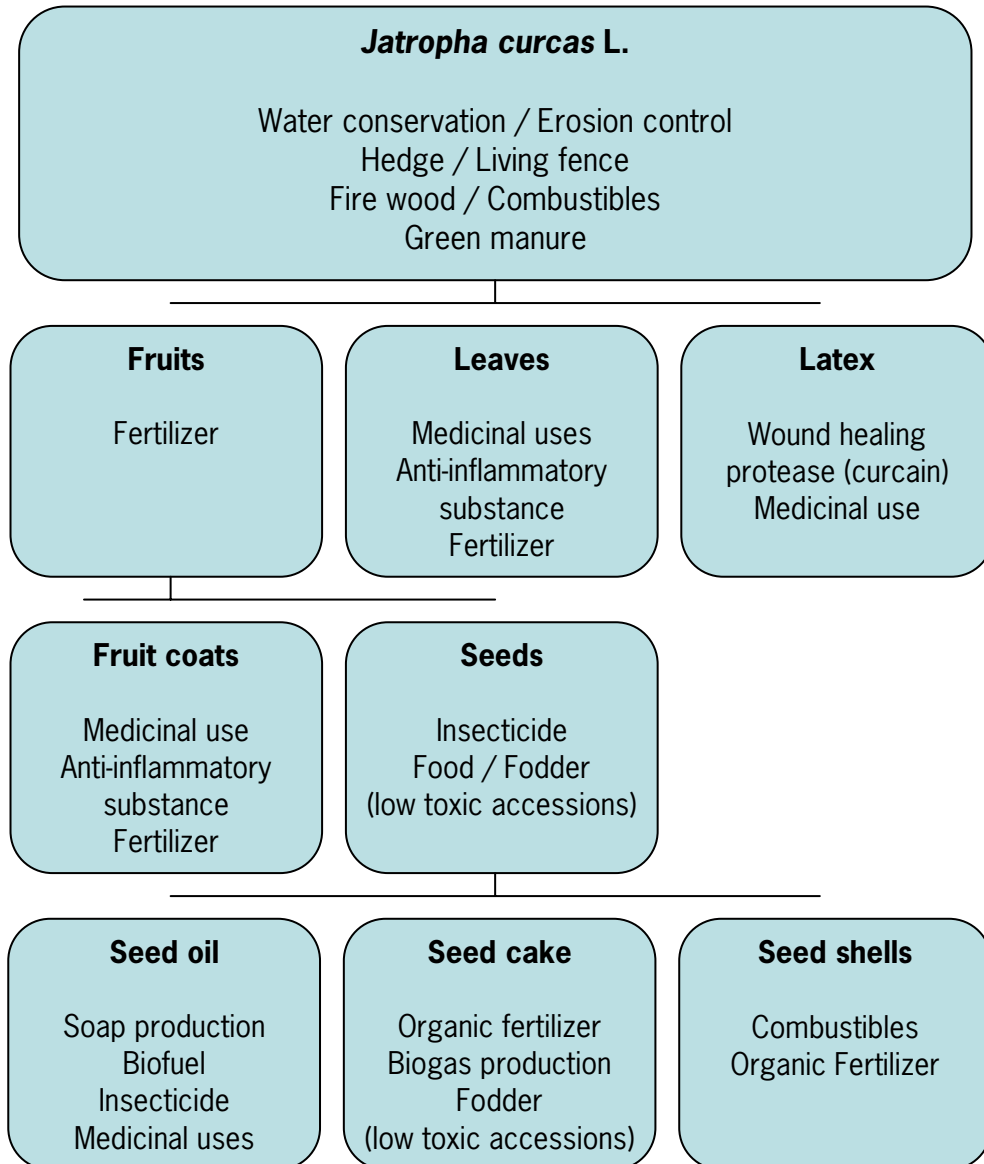 Jatropha curcas L.
Water conservation / Erosion control
Hedge / Living fence
Fire wood / Combustibles
Green manure
Fruits
Fertilizer
Leaves
Medicinal uses
Anti-inflammatory
substance
Fertilizer
Latex
Wound healing
protease (curcain)
Medicinal use
Fruit coats
Medicinal use
Anti-inflammatory
substance
Fertilizer
Seeds
Insecticide
Food / Fodder
(low toxic accessions)
Seed oil
Soap production
Biofuel
Insecticide
Medicinal uses
Seed cake
Organic fertilizer
Biogas production
Fodder
(low toxic accessions)
Seed shells
Combustibles
Organic Fertilizer